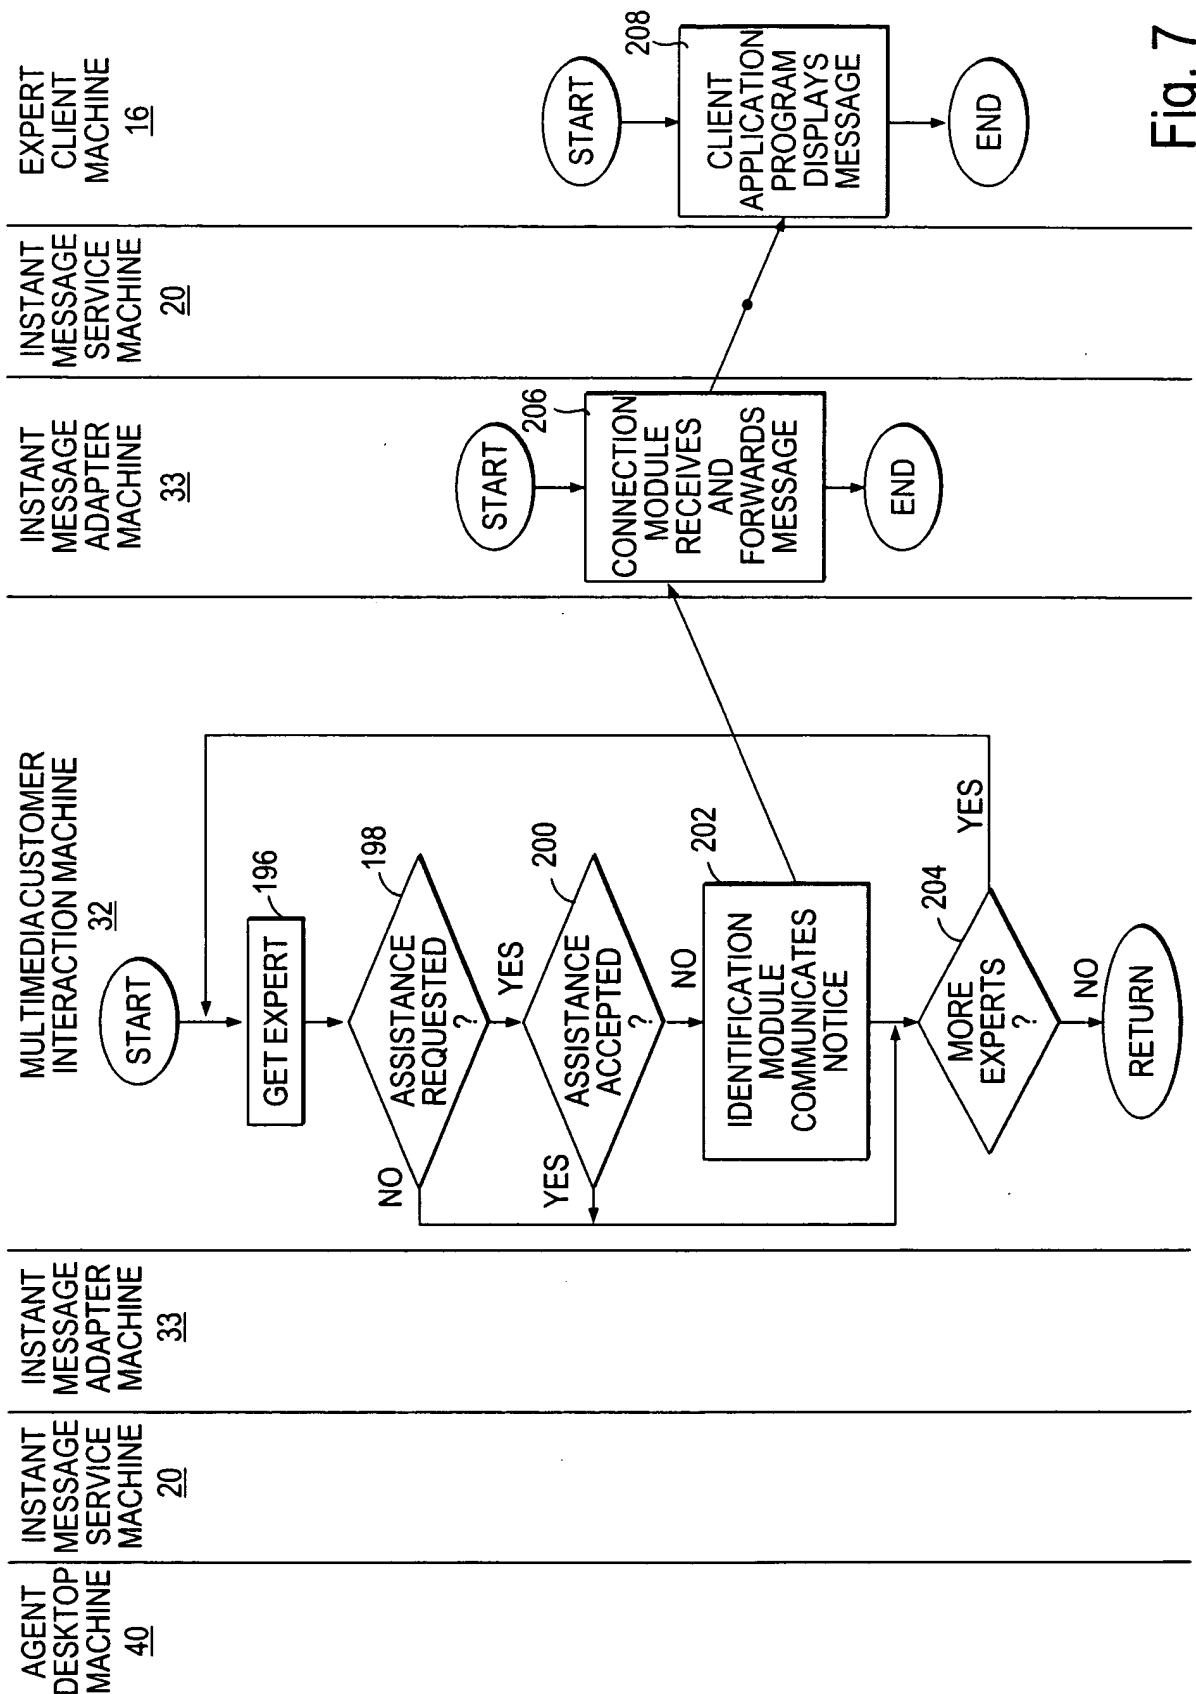 AGENT
DESKTOP
MACHINE
40
INSTANT
MESSAGE
SERVICE
MACHINE
20
INSTANT
MESSAGE
ADAPTER
MACHINE
33
MULTIMEDIA CUSTOMER
INTERACTION MACHINE
32
INSTANT
MESSAGE
ADAPTER
MACHINE
33
INSTANT
MESSAGE
SERVICE
MACHINE
20
EXPERT
CLIENT
MACHINE
16
START
GET EXPERT
196
ASSISTANCE
REQUESTED
?
198
NO
YES
ASSISTANCE
ACCEPTED
?
200
YES
NO
IDENTIFICATION
MODULE
COMMUNICATES
NOTICE
202
MORE
EXPERTS
?
204
YES
NO
RETURN
START
206
CONNECTION
MODULE
RECEIVES
AND
FORWARDS
MESSAGE
END
START
208
CLIENT
APPLICATION
PROGRAM
DISPLAYS
MESSAGE
END
Fig. 7